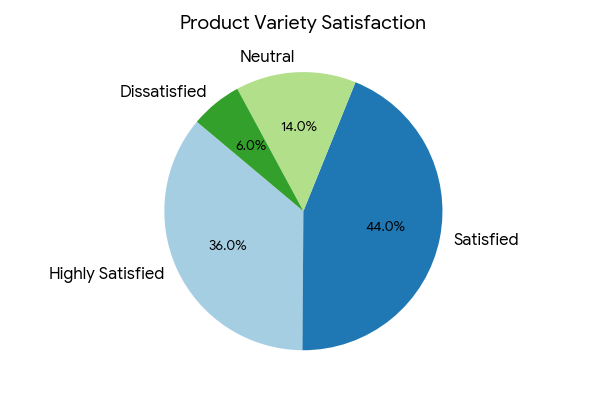 Product Variety Satisfaction
Neutral
Dissatisfied
14.0%
6.0%
44.0%
Satisfied
36.0%
Highly Satisfied